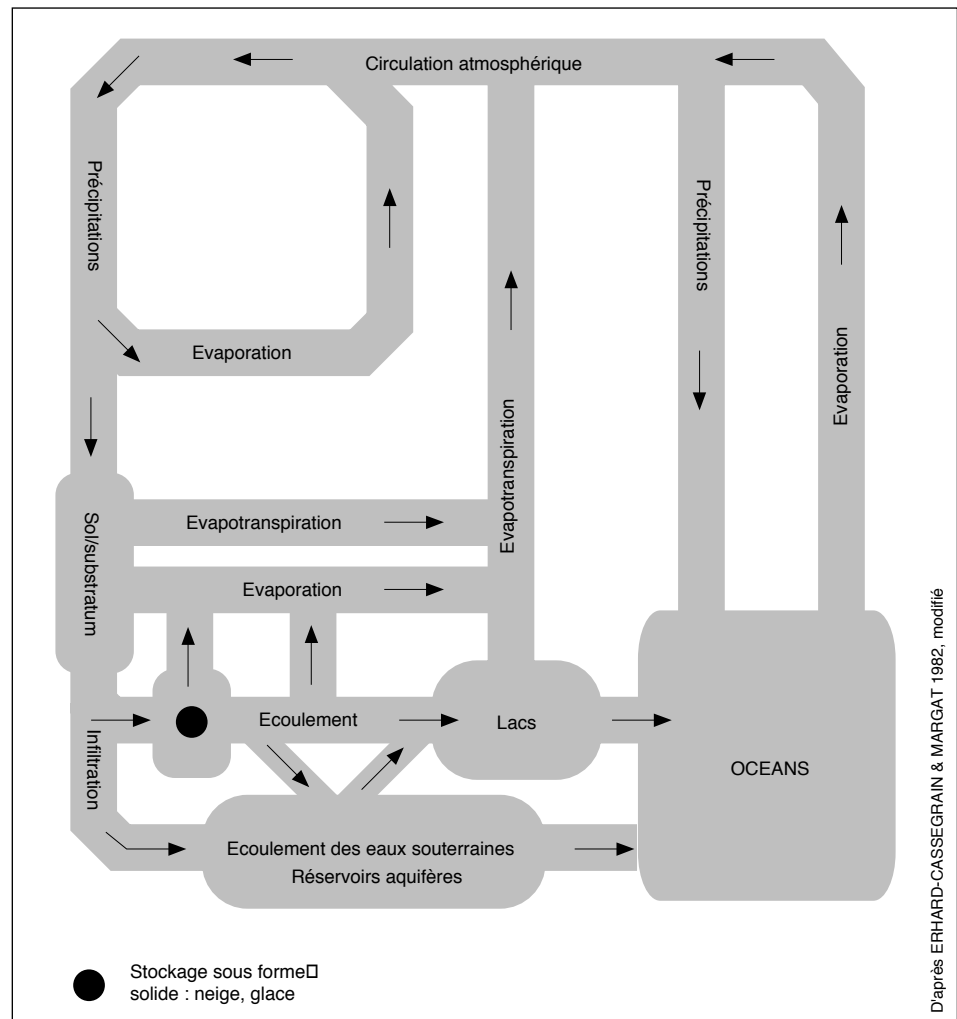 Circulation atmosphérique
Précipitations
Précipitations
Evaporation
Evaporation
Sol/substratum
Evapotranspiration
Evapotranspiration
Evaporation
Infiltration
Ecoulement
Lacs
OCEANS
Ecoulement des eaux souterraines
Réservoirs aquifères
Stockage sous forme□
solide : neige, glace
D'après ERHARD-CASSEGRAIN & MARGAT 1982, modifié